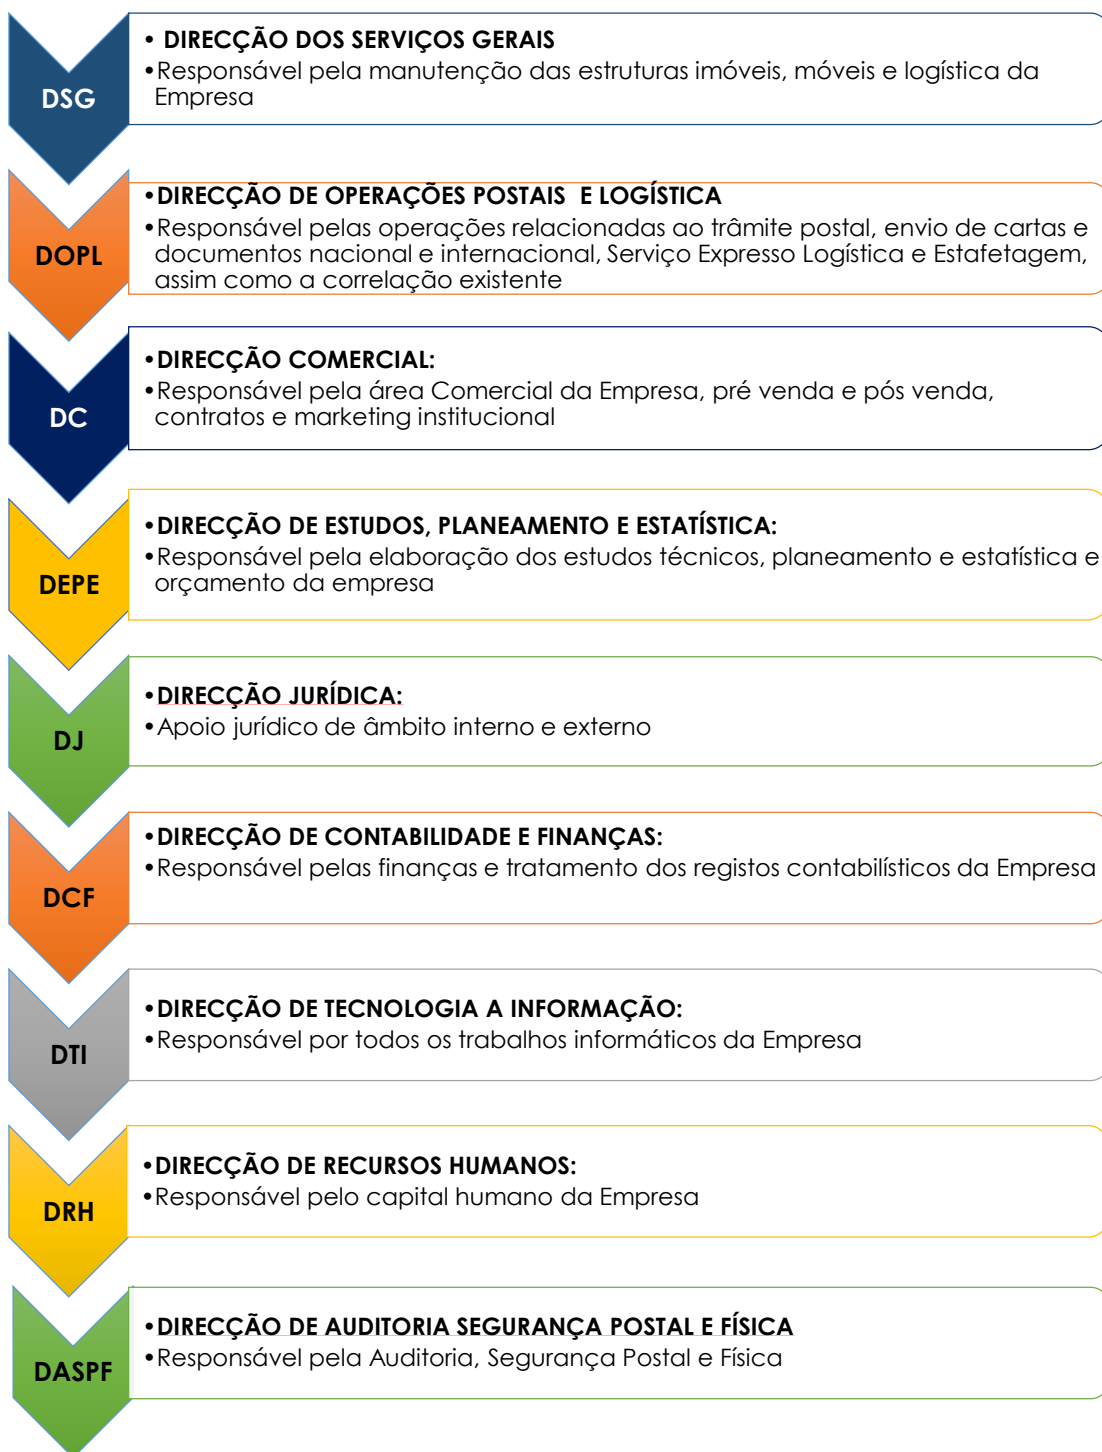 DSG
• DIRECÇÃO DOS SERVIÇOS GERAIS
•Responsável pela manutenção das estruturas imóveis, móveis e logística da
Empresa
DOPL
•DIRECÇÃO DE OPERAÇÕES POSTAIS E LOGÍSTICA
•Responsável pelas operações relacionadas ao trâmite postal, envio de cartas e
documentos nacional e internacional, Serviço Expresso Logística e Estafetagem,
assim como a correlação existente
DC
•DIRECÇÃO COMERCIAL:
•Responsável pela área Comercial da Empresa, pré venda e pós venda,
contratos e marketing institucional
DEPE
•DIRECÇÃO DE ESTUDOS, PLANEAMENTO E ESTATÍSTICA:
•Responsável pela elaboração dos estudos técnicos, planeamento e estatística e
orçamento da empresa
DJ
•DIRECÇÃO JURÍDICA:
•Apoio jurídico de âmbito interno e externo
DCF
•DIRECÇÃO DE CONTABILIDADE E FINANÇAS:
•Responsável pelas finanças e tratamento dos registos contabilísticos da Empresa
DTI
•DIRECÇÃO DE TECNOLOGIA A INFORMAÇÃO:
•Responsável por todos os trabalhos informáticos da Empresa
DRH
•DIRECÇÃO DE RECURSOS HUMANOS:
•Responsável pelo capital humano da Empresa
DASPF
•DIRECÇÃO DE AUDITORIA SEGURANÇA POSTAL E FÍSICA
•Responsável pela Auditoria, Segurança Postal e Física